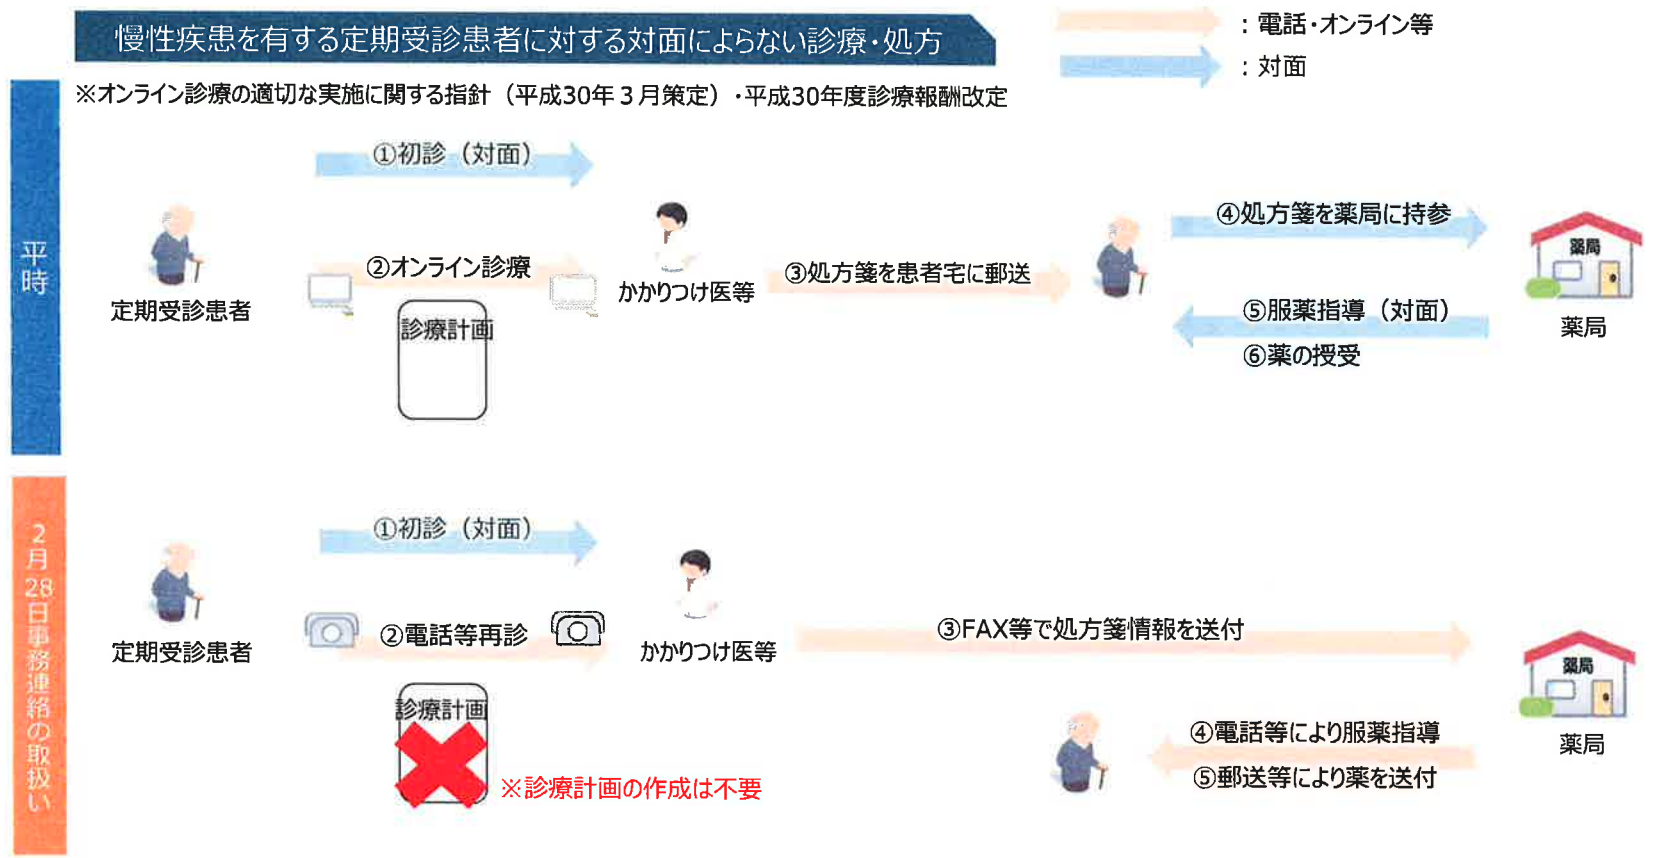 慢性疾患を有する定期受診患者に対する対面によらない診療・処方
：電話・オンライン等
：対面
※オンライン診療の適切な実施に関する指針（平成30年３月策定）・平成30年度診療報酬改定
平時
①初診（対面）
定期受診患者
②オンライン診療
診療計画
かかりつけ医等
③処方箋を患者宅に郵送
④処方箋を薬局に持参
⑤服薬指導（対面）
⑥薬の授受
薬局
薬局
2月28日事務連絡の取扱い
①初診（対面）
定期受診患者
②電話等再診
診療計画
※診療計画の作成は不要
かかりつけ医等
③FAX等で処方箋情報を送付
④電話等により服薬指導
⑤郵送等により薬を送付
薬局
薬局